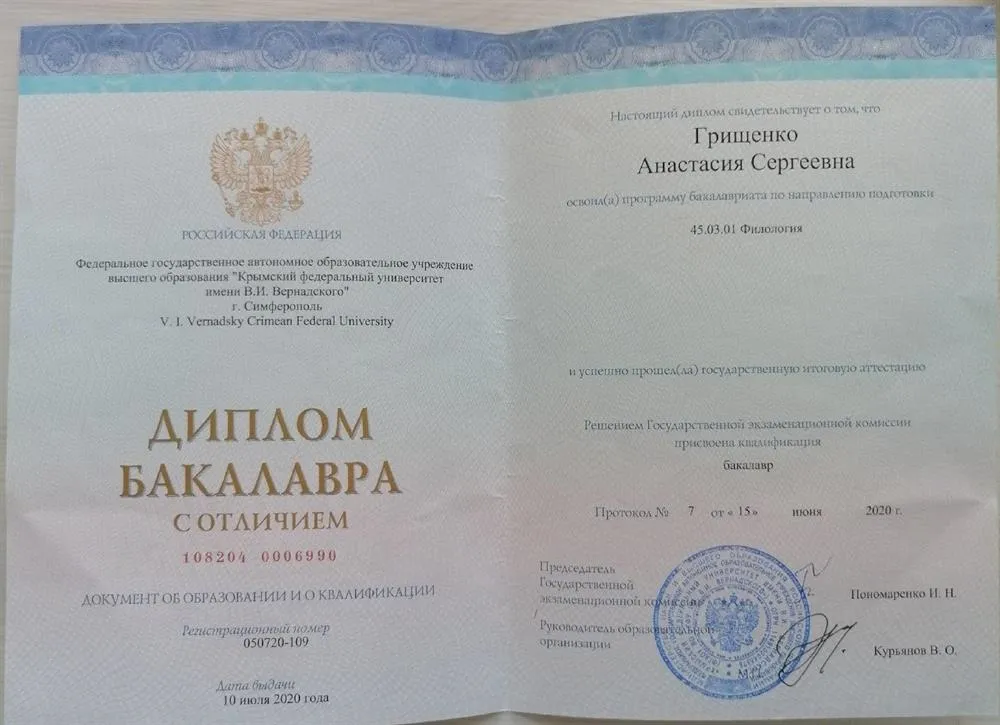 РОССИЙСКАЯ ФЕДЕРАЦИЯ
Федеральное государственное автономное образовательное учреждение
высшего образования "Крымский федеральный университет
имени В.И. Вернадского"
г. Симферополь
V. I. Vernadsky Crimean Federal University
ДИПЛОМ
БАКАЛАВРА
С ОТЛИЧИЕМ
108204 0006990
ДОКУМЕНТ ОБ ОБРАЗОВАНИИ И О КВАЛИФИКАЦИИ
Регистрационный номер
050720-109
Дата выдачи
10 июля 2020 года
Настоящий диплом свидетельствует о том, что
Грищенко
Анастасия Сергеевна
освоил(а) программу бакалавриата по направлению подготовки
45.03.01 Филология
и успешно прошел(ла) государственную итоговую аттестацию
Решением Государственной экзаменационной комиссии
присвоена квалификация
бакалавр
Протокол № 7 от « 15» июня 2020 г.
Председатель
Государственной
экзаменационной комиссии
Пономаренко И. Н.
Руководитель образовательной
организации
Курьянов В. О.